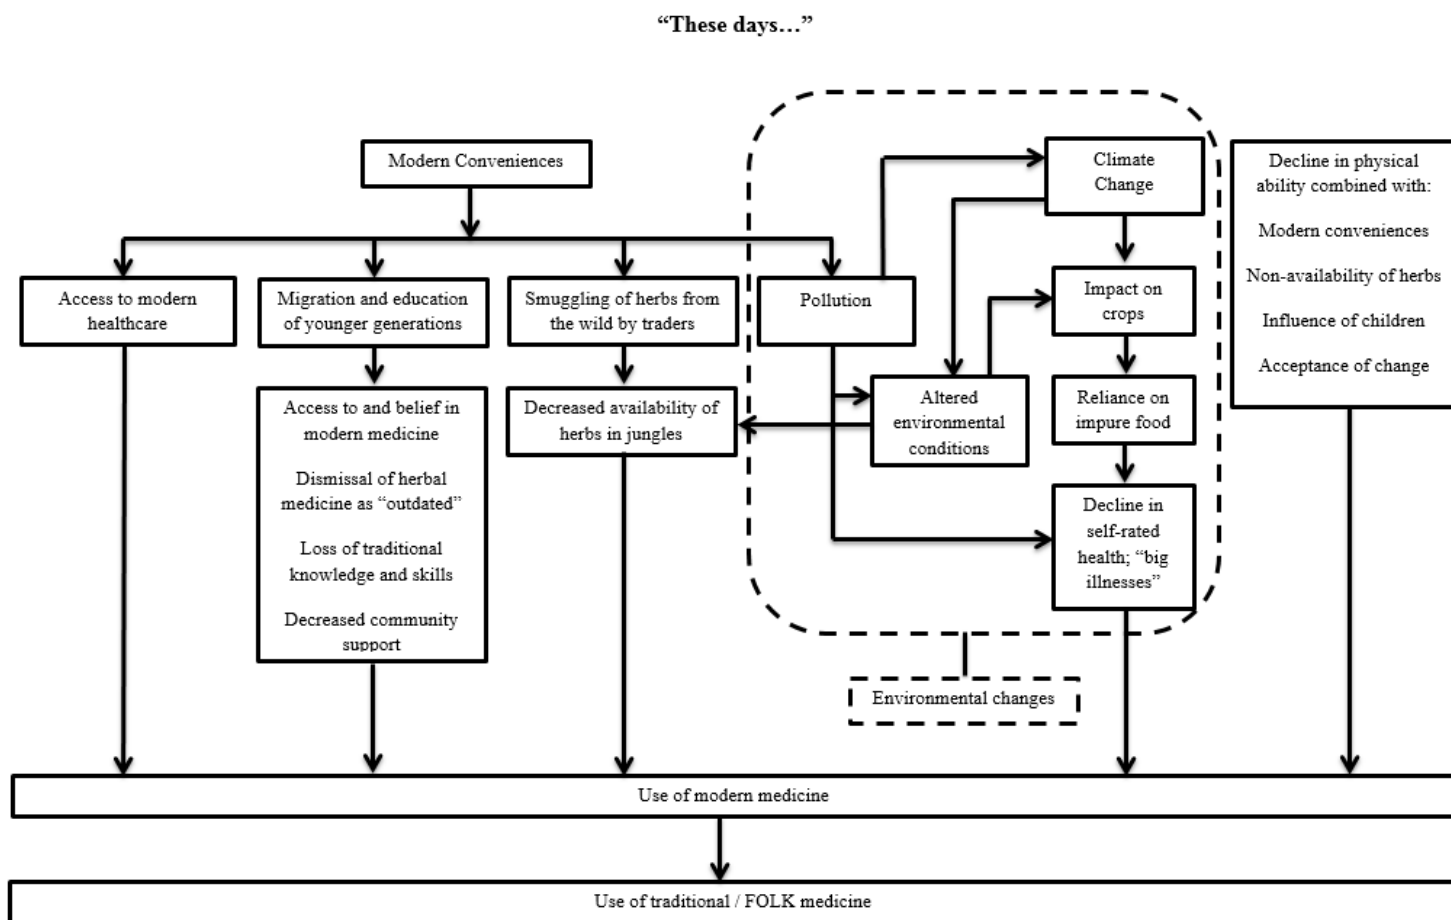 “These days…”
Modern Conveniences
Climate
Change
Decline in physical
ability combined with:
Modern conveniences
Non-availability of herbs
Influence of children
Acceptance of change
Access to modern
healthcare
Migration and education
of younger generations
Smuggling of herbs from
the wild by traders
Pollution
Impact on
crops
Access to and belief in
modern medicine
Dismissal of herbal
medicine as “outdated”
Loss of traditional
knowledge and skills
Decreased community
support
Decreased availability of
herbs in jungles
Altered
environmental
conditions
Reliance on
impure food
Decline in
self-rated
health; “big
illnesses”
Environmental changes
Use of modern medicine
Use of traditional / FOLK medicine